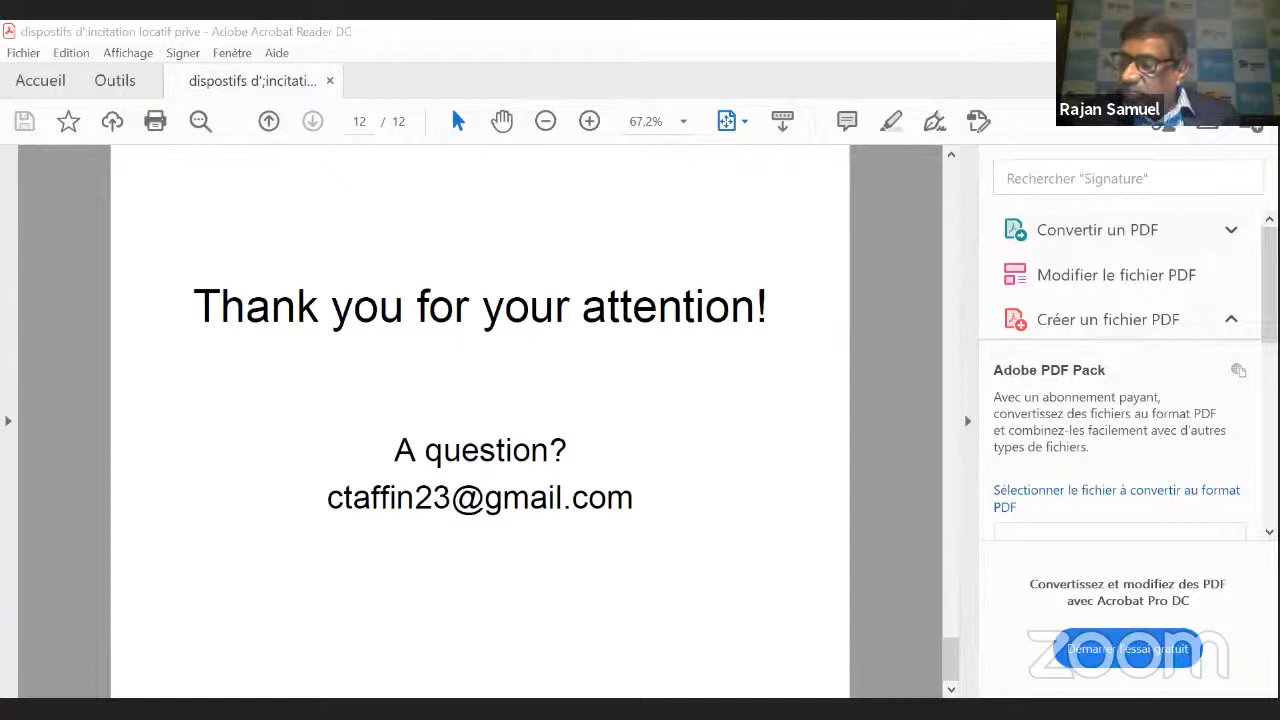 dispostifs d';incitation locatif prive - Adobe Acrobat Reader DC
Fichier Edition Affichage Signer Fenêtre Aide
Accueil Outils dispostifs d';incitati... ×
12 / 12 67,2%
Rajan Samuel
Thank you for your attention!
A question?
ctaffin23@gmail.com
Rechercher "Signature"
Convertir un PDF
Modifier le fichier PDF
Créer un fichier PDF
Adobe PDF Pack
Avec un abonnement payant,
convertissez des fichiers au format PDF
et combinez-les facilement avec d'autres
types de fichiers.
Sélectionner le fichier à convertir au format
PDF
Convertissez et modifiez des PDF
avec Acrobat Pro DC
Démarrer l'essai gratuit
zoom